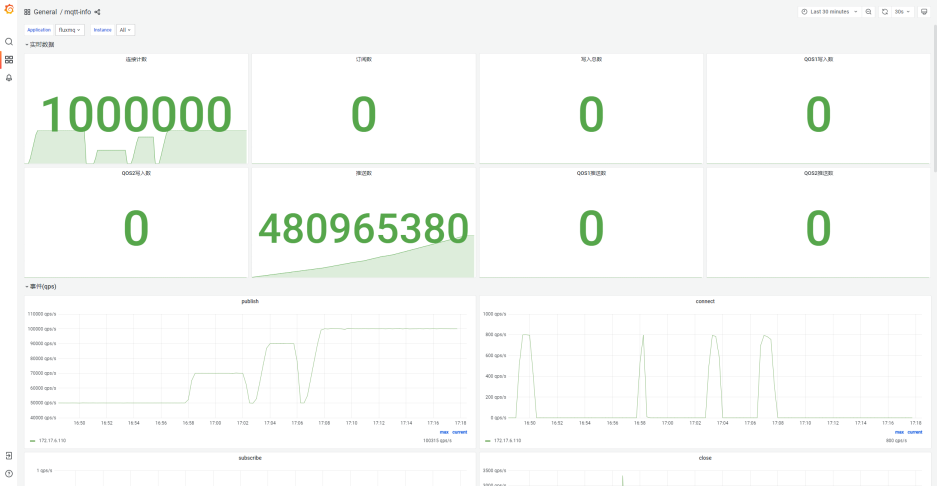 General / mqtt-info
Last 30 minutes
30s
Application
fluxmq
Instance
All
实时数据
连接计数
订阅数
写入总数
QOS1写入数
1000000
0
0
0
QOS2写入数
推送数
QOS1推送数
QOS2推送数
0
480965380
0
0
事件(qps)
publish
110000 qps/s
100000 qps/s
90000 qps/s
80000 qps/s
70000 qps/s
60000 qps/s
50000 qps/s
40000 qps/s
16:50 16:52 16:54 16:56 16:58 17:00 17:02 17:04 17:06 17:08 17:10 17:12 17:14 17:16 17:18
max current
172.17.6.110
100315 qps/s
connect
1000 qps/s
800 qps/s
600 qps/s
400 qps/s
200 qps/s
0 qps/s
16:50 16:52 16:54 16:56 16:58 17:00 17:02 17:04 17:06 17:08 17:10 17:12 17:14 17:16 17:18
max current
172.17.6.110
800 qps/s
subscribe
1 qps/s
close
3500 qps/s
3000 qps/s